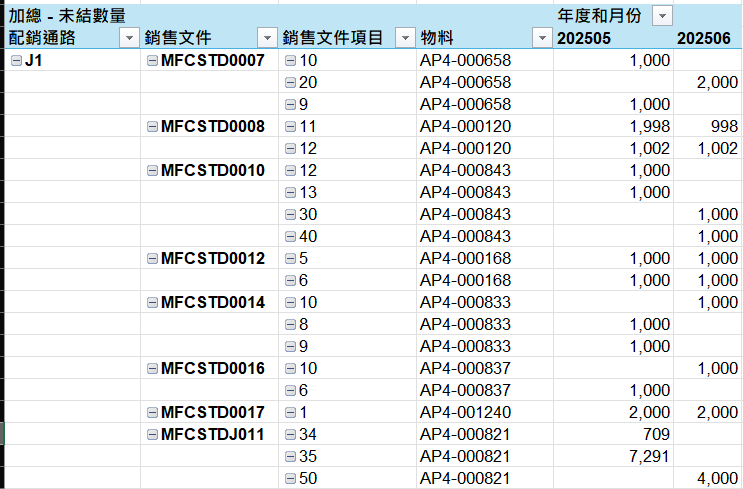 加總 - 未結數量 年度和月份
配銷通路 銷售文件 銷售文件項目 物料 202505 202506
J1 MFCSTD0007 10 AP4-000658 1,000
20 AP4-000658 2,000
9 AP4-000658 1,000
MFCSTD0008 11 AP4-000120 1,998 998
12 AP4-000120 1,002 1,002
MFCSTD0010 12 AP4-000843 1,000
13 AP4-000843 1,000
30 AP4-000843 1,000
40 AP4-000843 1,000
MFCSTD0012 5 AP4-000168 1,000 1,000
6 AP4-000168 1,000 1,000
MFCSTD0014 10 AP4-000833 1,000
8 AP4-000833 1,000
9 AP4-000833 1,000
MFCSTD0016 10 AP4-000837 1,000
6 AP4-000837 1,000
MFCSTD0017 1 AP4-001240 2,000 2,000
MFCSTDJ011 34 AP4-000821 709
35 AP4-000821 7,291
50 AP4-000821 4,000